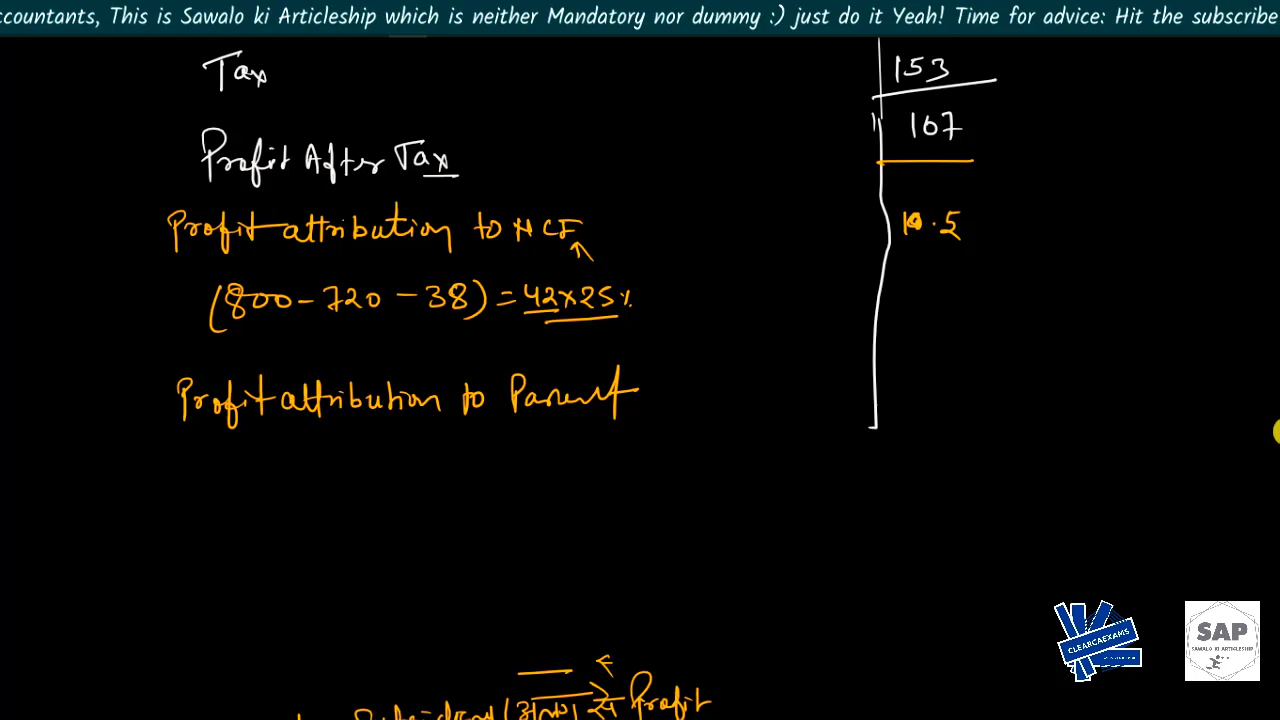 ccountants, This is Sawalo ki Articleship which is neither Mandatory nor dummy :) just do it Yeah! Time for advice: Hit the subscribe
Tax 153
Profit After Tax 107
Profit attribution to NCI 10.5
(800-720-38) = 42x25%
Profit attribution to Parent
CLEARCAEXAMS
SAP
SAWALO KI ARTICLESHIP
Profit